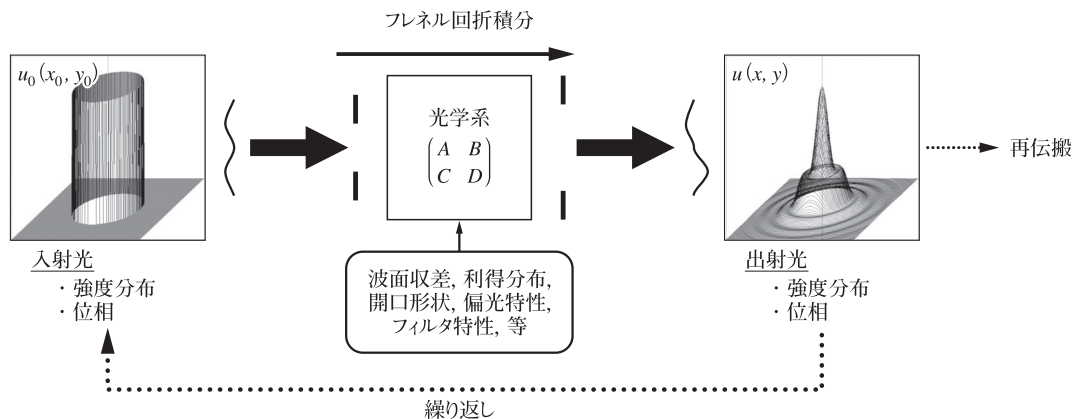 フレネル回折積分
u₀(x₀, y₀)
光学系
A B
C D
u(x, y)
再伝搬
入射光
・強度分布
・位相
波面収差, 利得分布,
開口形状, 偏光特性,
フィルタ特性, 等
出射光
・強度分布
・位相
繰り返し